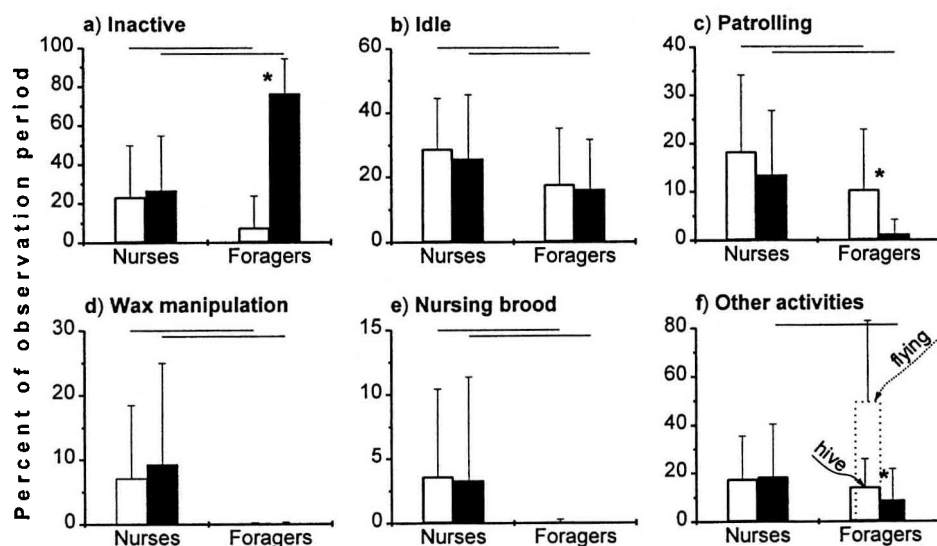 Percent of observation period
a) Inactive
100
80
60
40
20
0
*
Nurses Foragers
b) Idle
60
40
20
0
Nurses Foragers
c) Patrolling
40
30
20
10
0
*
Nurses Foragers
d) Wax manipulation
30
20
10
0
Nurses Foragers
e) Nursing brood
15
10
5
0
Nurses Foragers
f) Other activities
80
60
40
20
0
flying
hive
*
Nurses Foragers